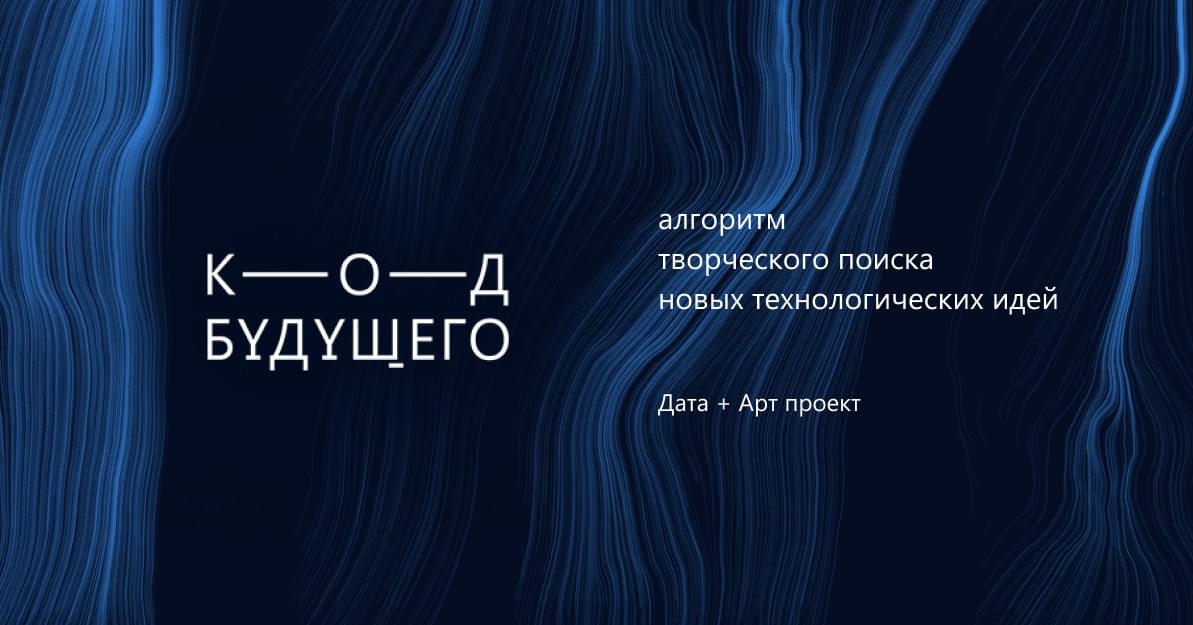 К—О—Д
БУДУЩЕГО
алгоритм
творческого поиска
новых технологических идей
Дата + Арт проект